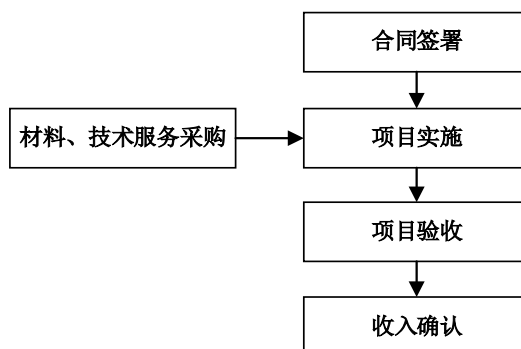 合同签署
材料、技术服务采购
项目实施
项目验收
收入确认